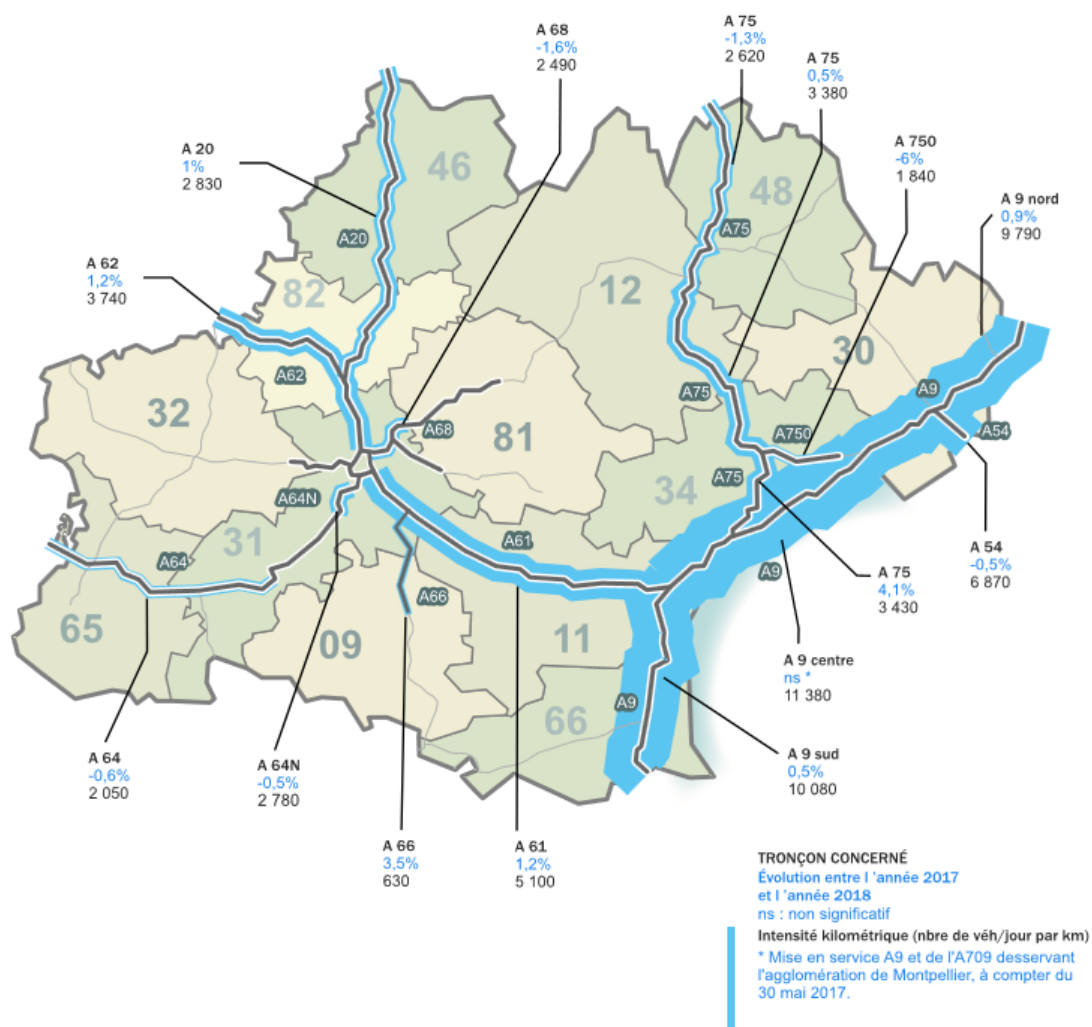 A 68
-1,6%
2 490
A 75
-1,3%
2 620
A 75
0,5%
3 380
A 20
1%
2 830
A 750
-6%
1 840
A 9 nord
0,9%
9 790
A 62
1,2%
3 740
46
48
A20
A75
82
12
30
A62
A75
A9
32
A68
81
A750
A54
A64N
34
A75
31
A61
A64
A9
A 54
-0,5%
6 870
A 75
4,1%
3 430
65
09
A66
11
A 9 centre
ns *
11 380
66
A9
A 64
-0,6%
2 050
A 64N
-0,5%
2 780
A 9 sud
0,5%
10 080
A 66
3,5%
630
A 61
1,2%
5 100
TRONÇON CONCERNÉ
Évolution entre l 'année 2017
et l 'année 2018
ns : non significatif
Intensité kilométrique (nbre de véh/jour par km)
* Mise en service A9 et de l'A709 desservant
l'agglomération de Montpellier, à compter du
30 mai 2017.